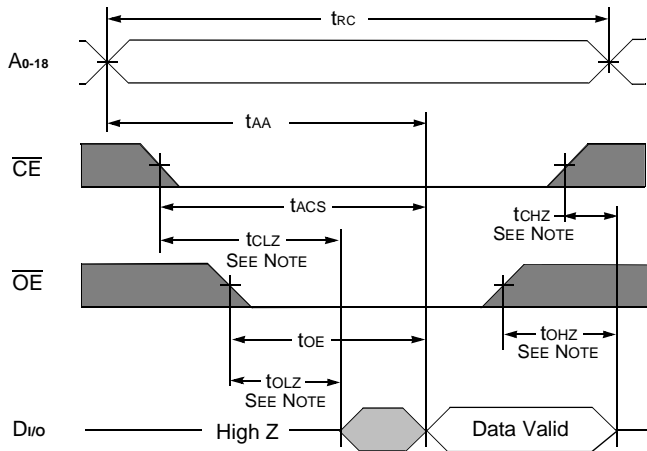 tRC
A0-18
tAA
CE
tACS
tCHZ
SEE NOTE
tCLZ
SEE NOTE
OE
tOE
tOHZ
SEE NOTE
tOLZ
SEE NOTE
DI/O
High Z
Data Valid